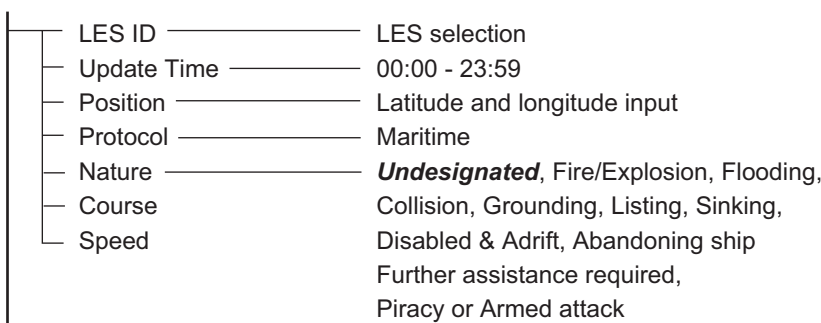 LES ID LES selection
Update Time 00:00 - 23:59
Position Latitude and longitude input
Protocol Maritime
Nature Undesignated, Fire/Explosion, Flooding,
Course Collision, Grounding, Listing, Sinking,
Speed Disabled & Adrift, Abandoning ship
Further assistance required,
Piracy or Armed attack